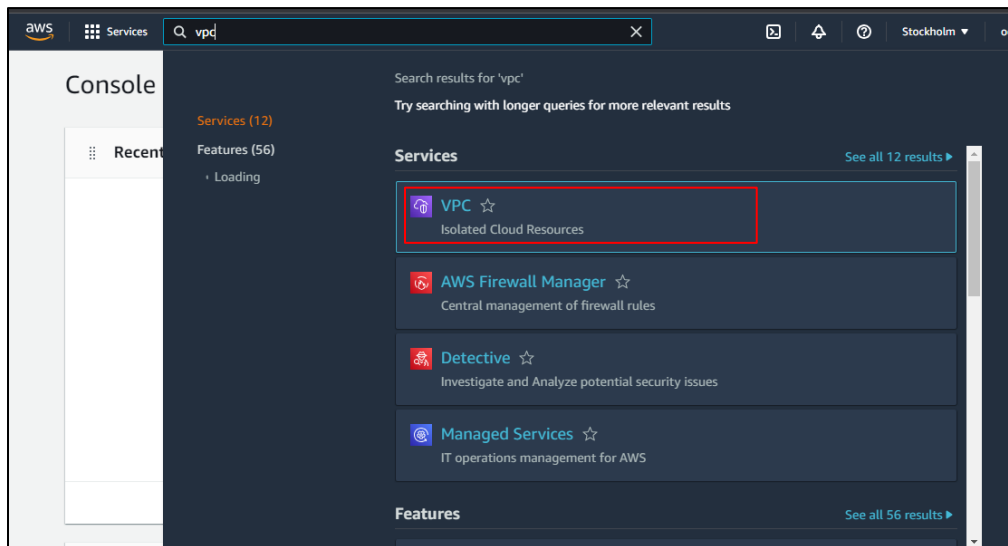 aws
Services
vpc
Stockholm
Console
Recent
Services (12)
Features (56)
Loading
Search results for 'vpc'
Try searching with longer queries for more relevant results
Services
See all 12 results
VPC
Isolated Cloud Resources
AWS Firewall Manager
Central management of firewall rules
Detective
Investigate and Analyze potential security issues
Managed Services
IT operations management for AWS
Features
See all 56 results